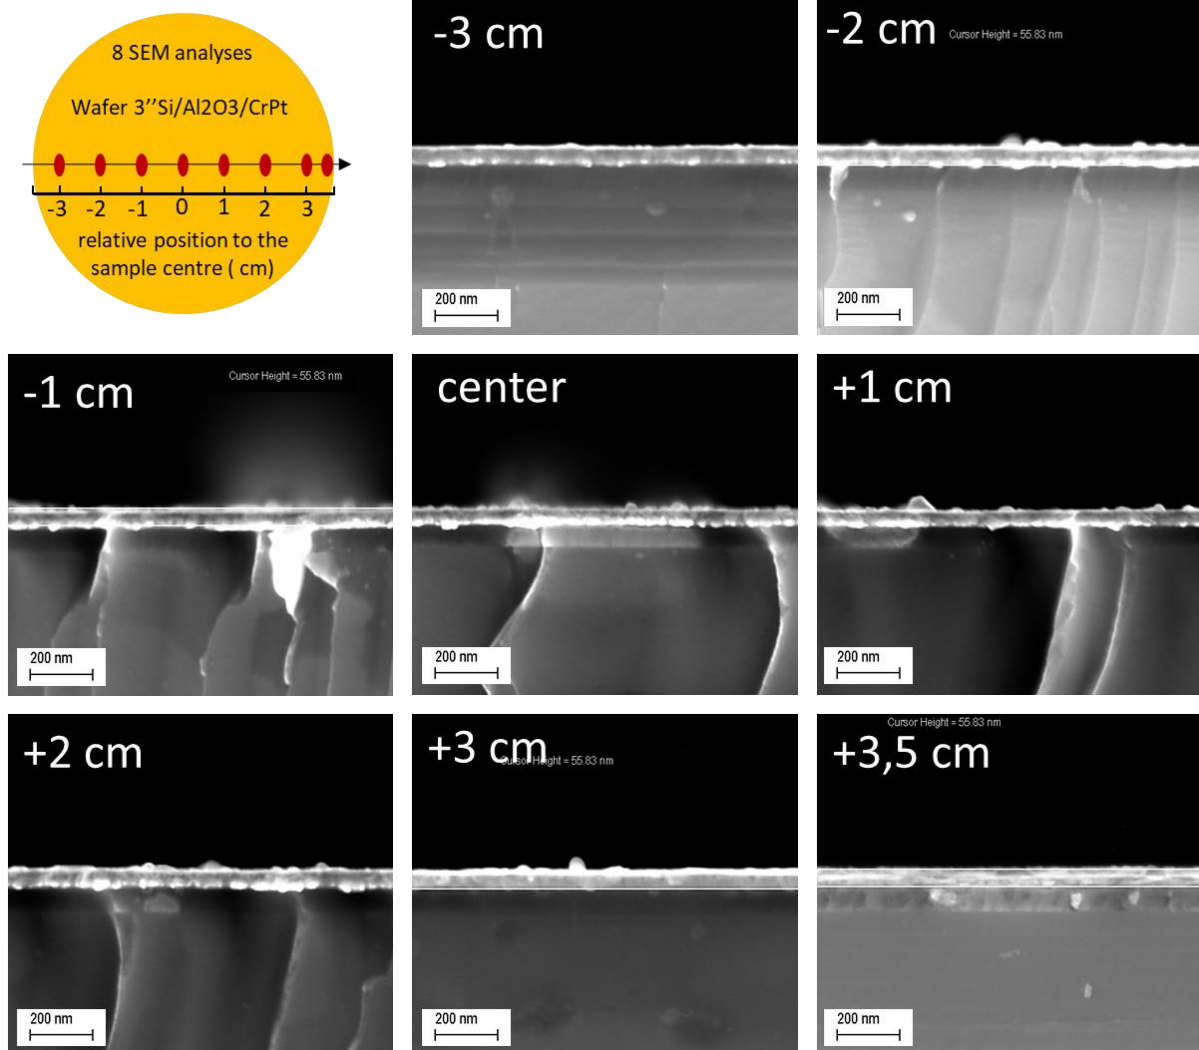 8 SEM analyses
Wafer 3’’Si/Al2O3/CrPt
-3 -2 -1 0 1 2 3
relative position to the
sample centre ( cm)
-3 cm
200 nm
-2 cm
Cursor Height = 55.83 nm
200 nm
-1 cm
Cursor Height = 55.83 nm
200 nm
center
200 nm
+1 cm
200 nm
+2 cm
200 nm
+3 cm
Cursor Height = 55.83 nm
200 nm
+3,5 cm
Cursor Height = 55.83 nm
200 nm